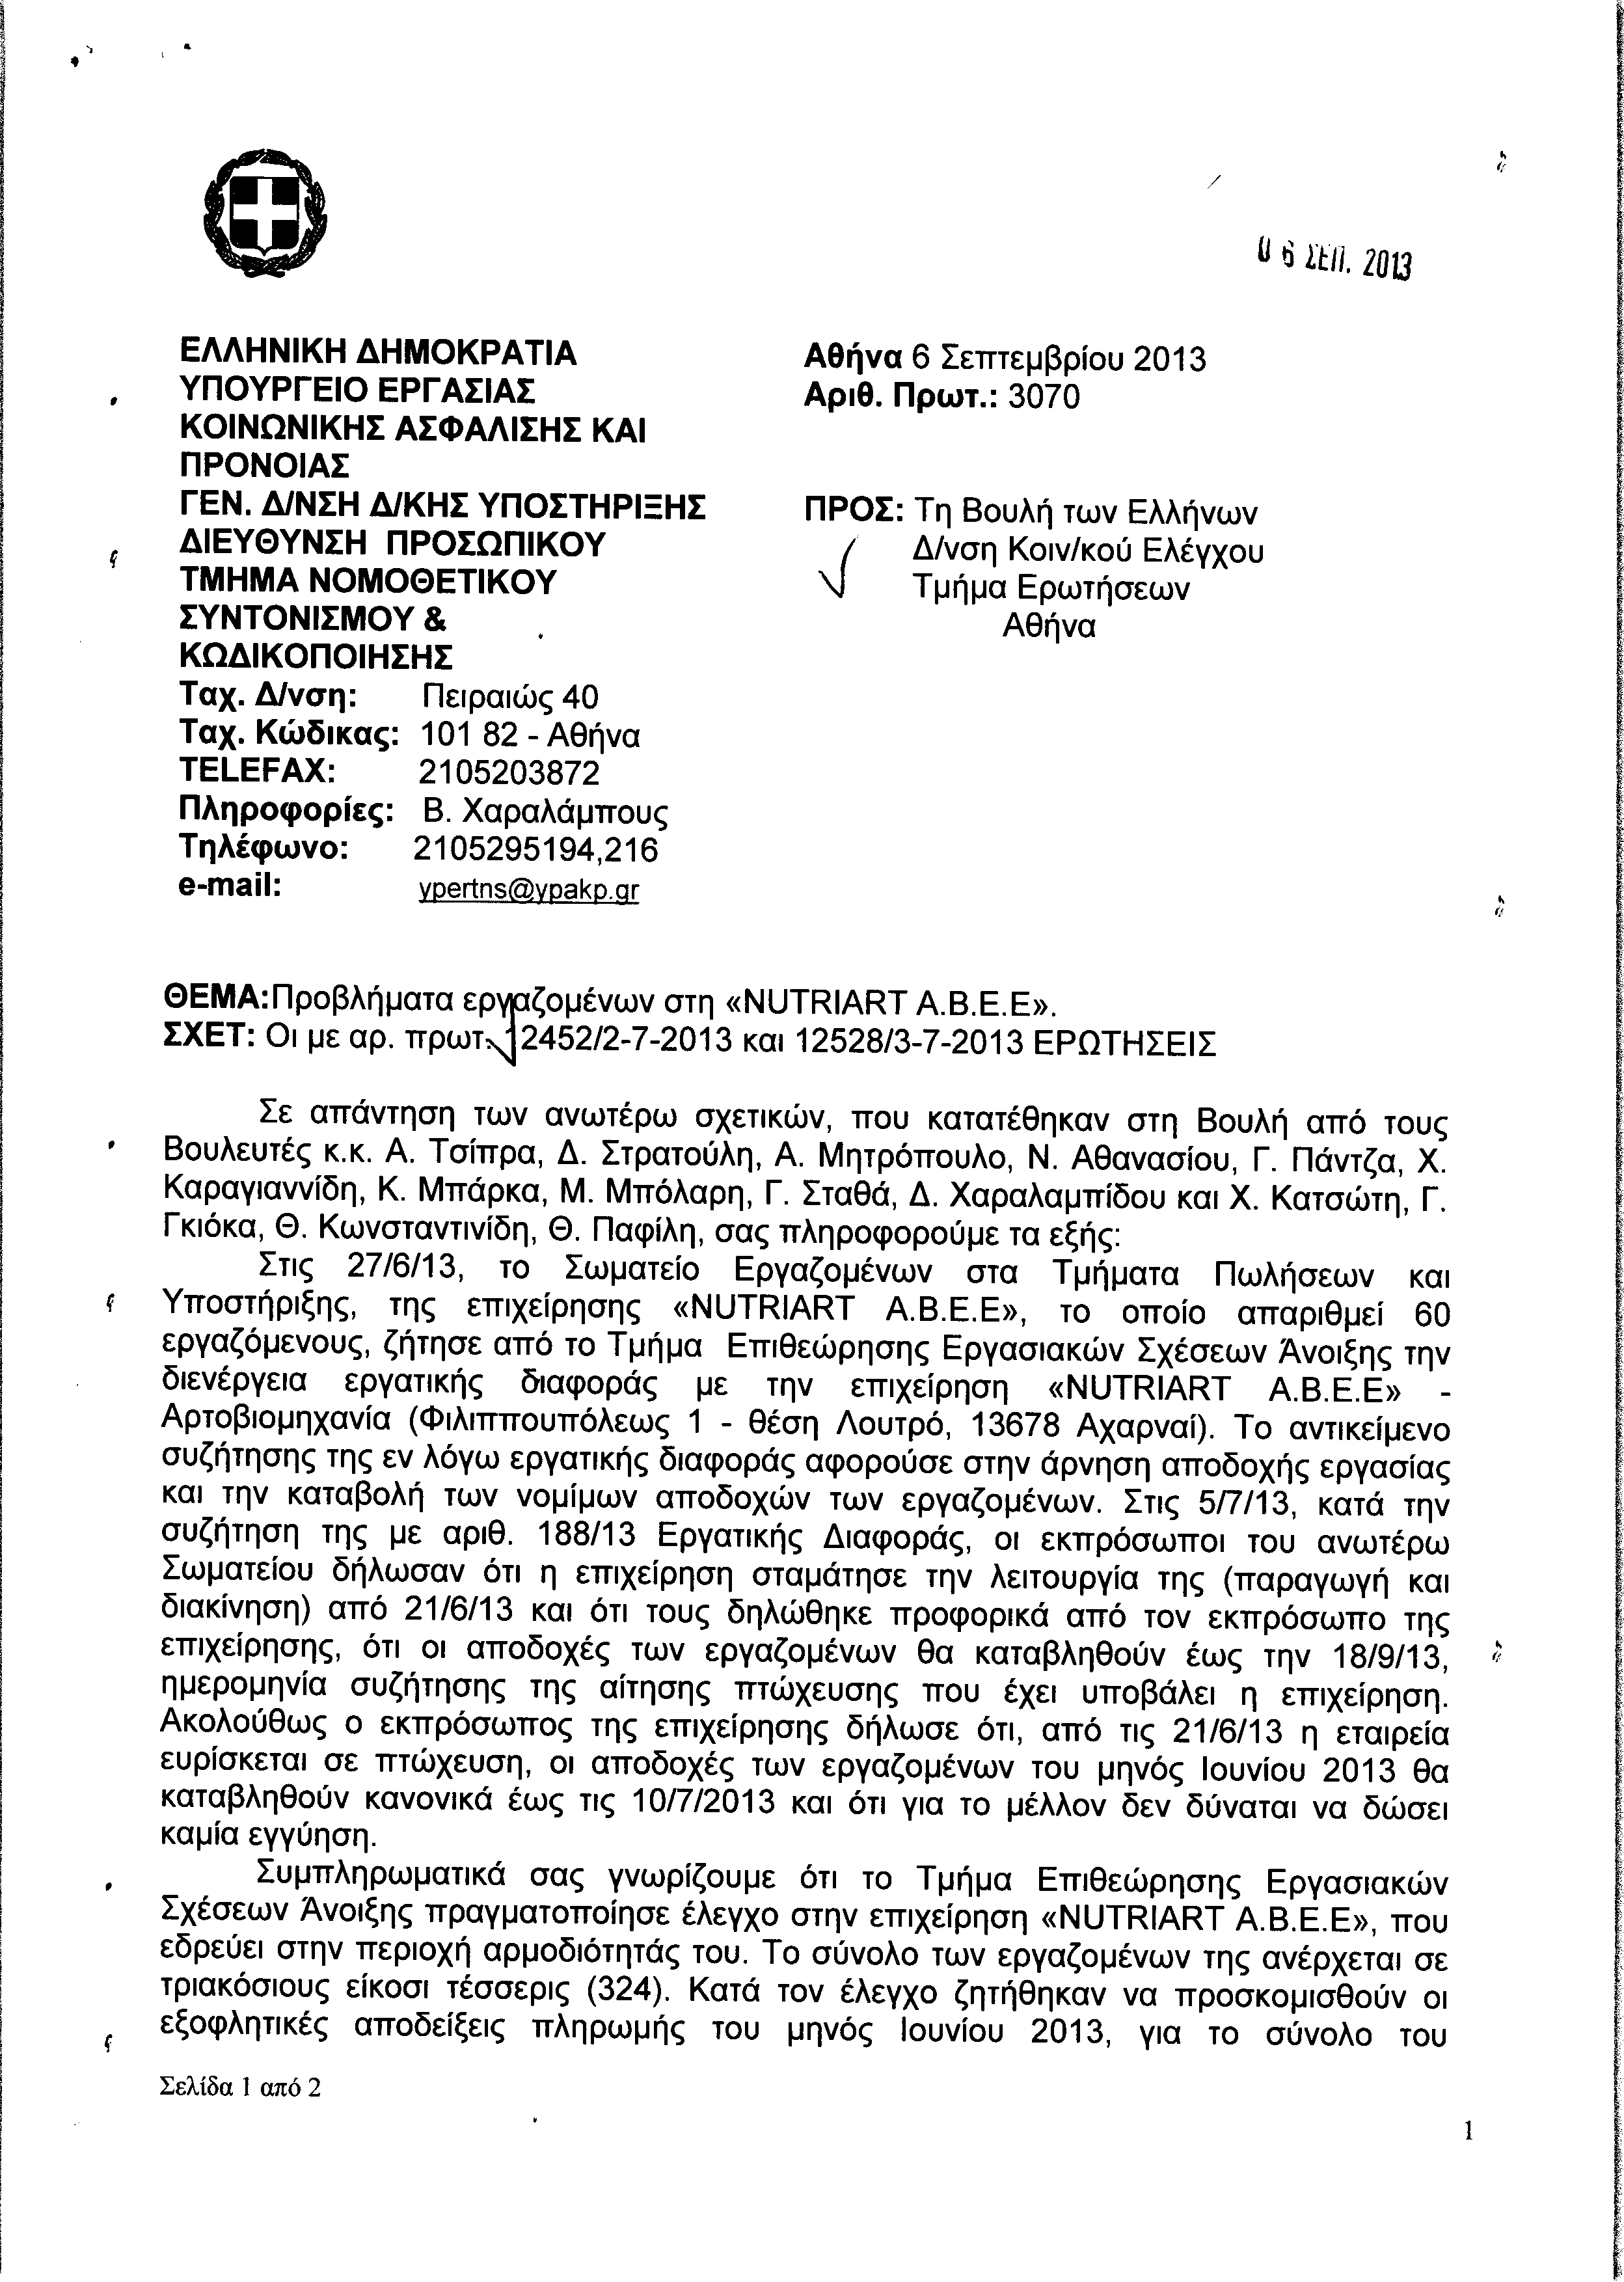 0 6 ΣΕΠ. 2013
ΕΛΛΗΝΙΚΗ ΔΗΜΟΚΡΑΤΙΑ
ΥΠΟΥΡΓΕΙΟ ΕΡΓΑΣΙΑΣ
ΚΟΙΝΩΝΙΚΗΣ ΑΣΦΑΛΙΣΗΣ ΚΑΙ
ΠΡΟΝΟΙΑΣ
ΓΕΝ. Δ/ΝΣΗ Δ/ΚΗΣ ΥΠΟΣΤΗΡΙΞΗΣ
ΔΙΕΥΘΥΝΣΗ ΠΡΟΣΩΠΙΚΟΥ
ΤΜΗΜΑ ΝΟΜΟΘΕΤΙΚΟΥ
ΣΥΝΤΟΝΙΣΜΟΥ &
ΚΩΔΙΚΟΠΟΙΗΣΗΣ
Ταχ. Δ/νση: Πειραιώς 40
Ταχ. Κώδικας: 101 82 - Αθήνα
TELEFAX: 2105203872
Πληροφορίες: Β. Χαραλάμπους
Τηλέφωνο: 2105295194,216
e-mail: ypertns@ypakp.gr
Αθήνα 6 Σεπτεμβρίου 2013
Αριθ. Πρωτ.: 3070
ΠΡΟΣ: Τη Βουλή των Ελλήνων
Δ/νση Κοιν/κού Ελέγχου
Τμήμα Ερωτήσεων
Αθήνα
ΘΕΜΑ:Προβλήματα εργαζομένων στη «NUTRIART Α.Β.Ε.Ε».
ΣΧΕΤ: Οι με αρ. πρωτ. 12452/2-7-2013 και 12528/3-7-2013 ΕΡΩΤΗΣΕΙΣ
Σε απάντηση των ανωτέρω σχετικών, που κατατέθηκαν στη Βουλή από τους
Βουλευτές κ.κ. Α. Τσίπρα, Δ. Στρατούλη, Α. Μητρόπουλο, Ν. Αθανασίου, Γ. Πάντζα, Χ.
Καραγιαννίδη, Κ. Μπάρκα, Μ. Μπόλαρη, Γ. Σταθά, Δ. Χαραλαμπίδου και Χ. Κατσώτη, Γ.
Γκιόκα, Θ. Κωνσταντινίδη, Θ. Παφίλη, σας πληροφορούμε τα εξής:
Στις 27/6/13, το Σωματείο Εργαζομένων στα Τμήματα Πωλήσεων και
Υποστήριξης, της επιχείρησης «NUTRIART Α.Β.Ε.Ε», το οποίο απαριθμεί 60
εργαζόμενους, ζήτησε από το Τμήμα Επιθεώρησης Εργασιακών Σχέσεων Άνοιξης την
διενέργεια εργατικής διαφοράς με την επιχείρηση «NUTRIART Α.Β.Ε.Ε» -
Αρτοβιομηχανία (Φιλιππουπόλεως 1 - θέση Λουτρό, 13678 Αχαρναί). Το αντικείμενο
συζήτησης της εν λόγω εργατικής διαφοράς αφορούσε στην άρνηση αποδοχής εργασίας
και την καταβολή των νομίμων αποδοχών των εργαζομένων. Στις 5/7/13, κατά την
συζήτηση της με αριθ. 188/13 Εργατικής Διαφοράς, οι εκπρόσωποι του ανωτέρω
Σωματείου δήλωσαν ότι η επιχείρηση σταμάτησε την λειτουργία της (παραγωγή και
διακίνηση) από 21/6/13 και ότι τους δηλώθηκε προφορικά από τον εκπρόσωπο της
επιχείρησης, ότι οι αποδοχές των εργαζομένων θα καταβληθούν έως την 18/9/13,
ημερομηνία συζήτησης της αίτησης πτώχευσης που έχει υποβάλει η επιχείρηση.
Ακολούθως ο εκπρόσωπος της επιχείρησης δήλωσε ότι, από τις 21/6/13 η εταιρεία
ευρίσκεται σε πτώχευση, οι αποδοχές των εργαζομένων του μηνός Ιουνίου 2013 θα
καταβληθούν κανονικά έως τις 10/7/2013 και ότι για το μέλλον δεν δύναται να δώσει
καμία εγγύηση.
Συμπληρωματικά σας γνωρίζουμε ότι το Τμήμα Επιθεώρησης Εργασιακών
Σχέσεων Άνοιξης πραγματοποίησε έλεγχο στην επιχείρηση «NUTRIART Α.Β.Ε.Ε», που
εδρεύει στην περιοχή αρμοδιότητάς του. Το σύνολο των εργαζομένων της ανέρχεται σε
τριακόσιους είκοσι τέσσερις (324). Κατά τον έλεγχο ζητήθηκαν να προσκομισθούν οι
εξοφλητικές αποδείξεις πληρωμής του μηνός Ιουνίου 2013, για το σύνολο του
Σελίδα 1 από 2
1